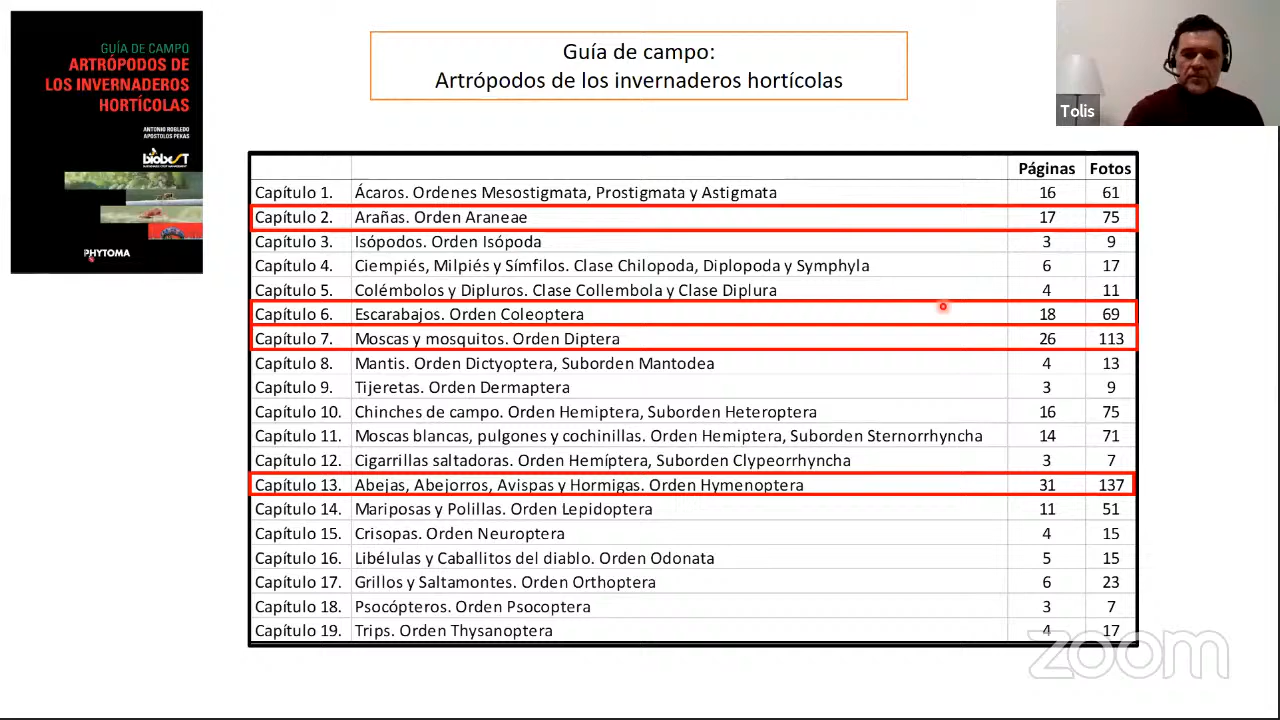 GUÍA DE CAMPO
ARTRÓPODOS DE
LOS INVERNADEROS
HORTÍCOLAS
ANTONIO ROBLEDO
APOSTOLOS PEKAS
biobest
PHYTOMA
Guía de campo:
Artrópodos de los invernaderos hortícolas
Tolis
Páginas Fotos
Capítulo 1. Ácaros. Ordenes Mesostigmata, Prostigmata y Astigmata 16 61
Capítulo 2. Arañas. Orden Araneae 17 75
Capítulo 3. Isópodos. Orden Isópoda 3 9
Capítulo 4. Ciempiés, Milpiés y Símfilos. Clase Chilopoda, Diplopoda y Symphyla 6 17
Capítulo 5. Colémbolos y Dipluros. Clase Collembola y Clase Diplura 4 11
Capítulo 6. Escarabajos. Orden Coleoptera 18 69
Capítulo 7. Moscas y mosquitos. Orden Diptera 26 113
Capítulo 8. Mantis. Orden Dictyoptera, Suborden Mantodea 4 13
Capítulo 9. Tijeretas. Orden Dermaptera 3 9
Capítulo 10. Chinches de campo. Orden Hemiptera, Suborden Heteroptera 16 75
Capítulo 11. Moscas blancas, pulgones y cochinillas. Orden Hemiptera, Suborden Sternorrhyncha 14 71
Capítulo 12. Cigarrillas saltadoras. Orden Hemíptera, Suborden Clypeorrhyncha 3 7
Capítulo 13. Abejas, Abejorros, Avispas y Hormigas. Orden Hymenoptera 31 137
Capítulo 14. Mariposas y Polillas. Orden Lepidoptera 11 51
Capítulo 15. Crisopas. Orden Neuroptera 4 15
Capítulo 16. Libélulas y Caballitos del diablo. Orden Odonata 5 15
Capítulo 17. Grillos y Saltamontes. Orden Orthoptera 6 23
Capítulo 18. Psocópteros. Orden Psocoptera 3 7
Capítulo 19. Trips. Orden Thysanoptera 4 17
zoom